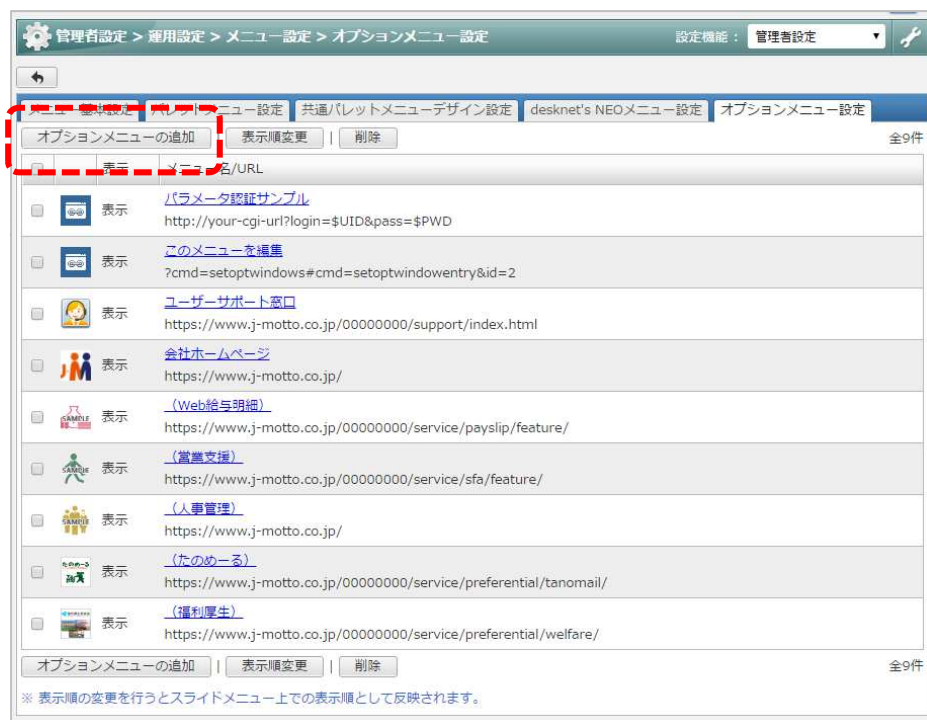 管理者設定 > 運用設定 > メニュー設定 > オプションメニュー設定 設定機能： 管理者設定
メニュー基本設定 パレットメニュー設定 共通パレットメニューデザイン設定 desknet's NEOメニュー設定 オプションメニュー設定
オプションメニューの追加 | 表示順変更 | 削除 全9件
表示 メニュー名/URL
パラメータ認証サンプル
表示 http://your-cgi-url?login=$UID&pass=$PWD
このメニューを編集
表示 ?cmd=setoptwindows#cmd=setoptwindowentry&id=2
ユーザーサポート窓口
表示 https://www.j-motto.co.jp/00000000/support/index.html
会社ホームページ
表示 https://www.j-motto.co.jp/
（Web給与明細）
SAMPLE 表示 https://www.j-motto.co.jp/00000000/service/payslip/feature/
（営業支援）
SAMPLE 表示 https://www.j-motto.co.jp/00000000/service/sfa/feature/
（人事管理）
SAMPLE 表示 https://www.j-motto.co.jp/
（たのめーる）
表示 https://www.j-motto.co.jp/00000000/service/preferential/tanomail/
（福利厚生）
表示 https://www.j-motto.co.jp/00000000/service/preferential/welfare/
オプションメニューの追加 | 表示順変更 | 削除 全9件
※ 表示順の変更を行うとスライドメニュー上での表示順として反映されます。